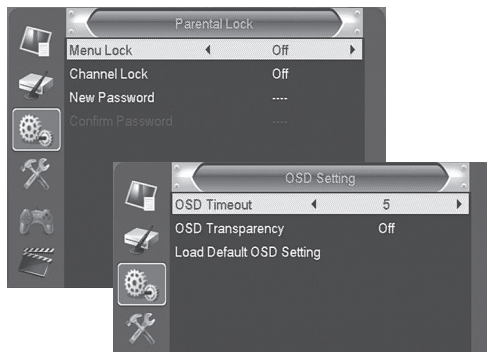 Parental Lock
Menu Lock Off
Channel Lock Off
New Password ----
Confirm Password ----
OSD Setting
OSD Timeout 5
OSD Transparency Off
Load Default OSD Setting